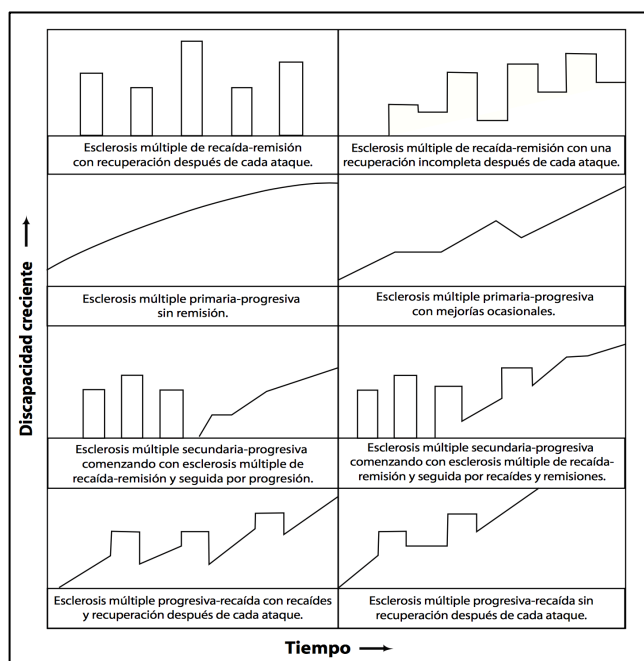 Esclerosis múltiple de recaída-remisión
con recuperación después de cada ataque.
Esclerosis múltiple de recaída-remisión con una
recuperación incompleta después de cada ataque.
Esclerosis múltiple primaria-progresiva
sin remisión.
Esclerosis múltiple primaria-progresiva
con mejorías ocasionales.
Esclerosis múltiple secundaria-progresiva
comenzando con esclerosis múltiple de
recaída-remisión y seguida por progresión.
Esclerosis múltiple secundaria-progresiva
comenzando con esclerosis múltiple de recaída-
remisión y seguida por recaídes y remisiones.
Esclerosis múltiple progresiva-recaída con recaídes
y recuperación después de cada ataque.
Esclerosis múltiple progresiva-recaída sin
recuperación después de cada ataque.
Discapacidad creciente
Tiempo